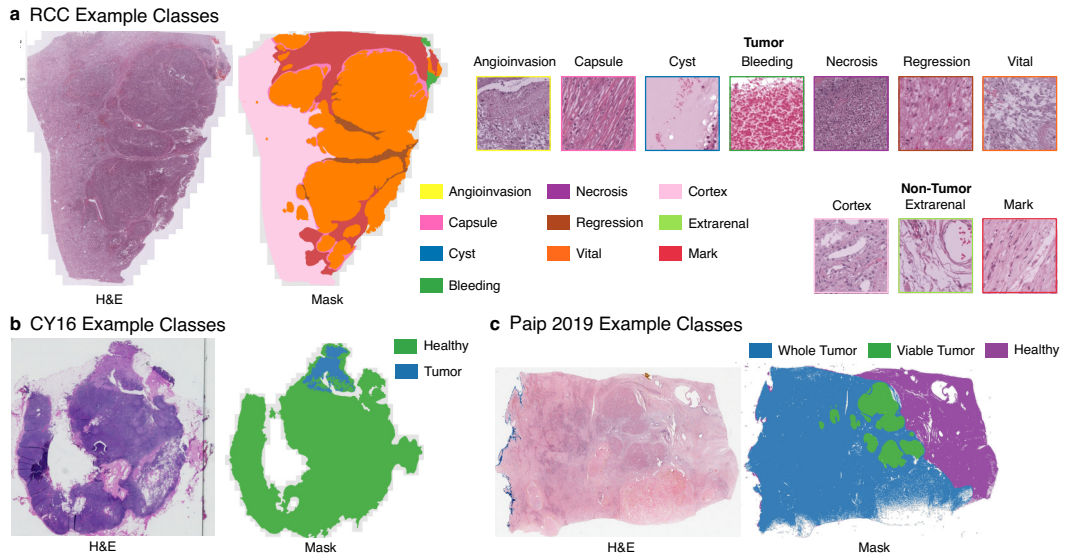 a RCC Example Classes
Tumor
Angioinvasion Capsule Cyst Bleeding Necrosis Regression Vital
Angioinvasion Necrosis Cortex
Capsule Regression Extrarenal
Cyst Vital Mark
Bleeding
Non-Tumor
Cortex Extrarenal Mark
H&E Mask
b CY16 Example Classes
Healthy
Tumor
H&E Mask
c Paip 2019 Example Classes
Whole Tumor Viable Tumor Healthy
H&E Mask